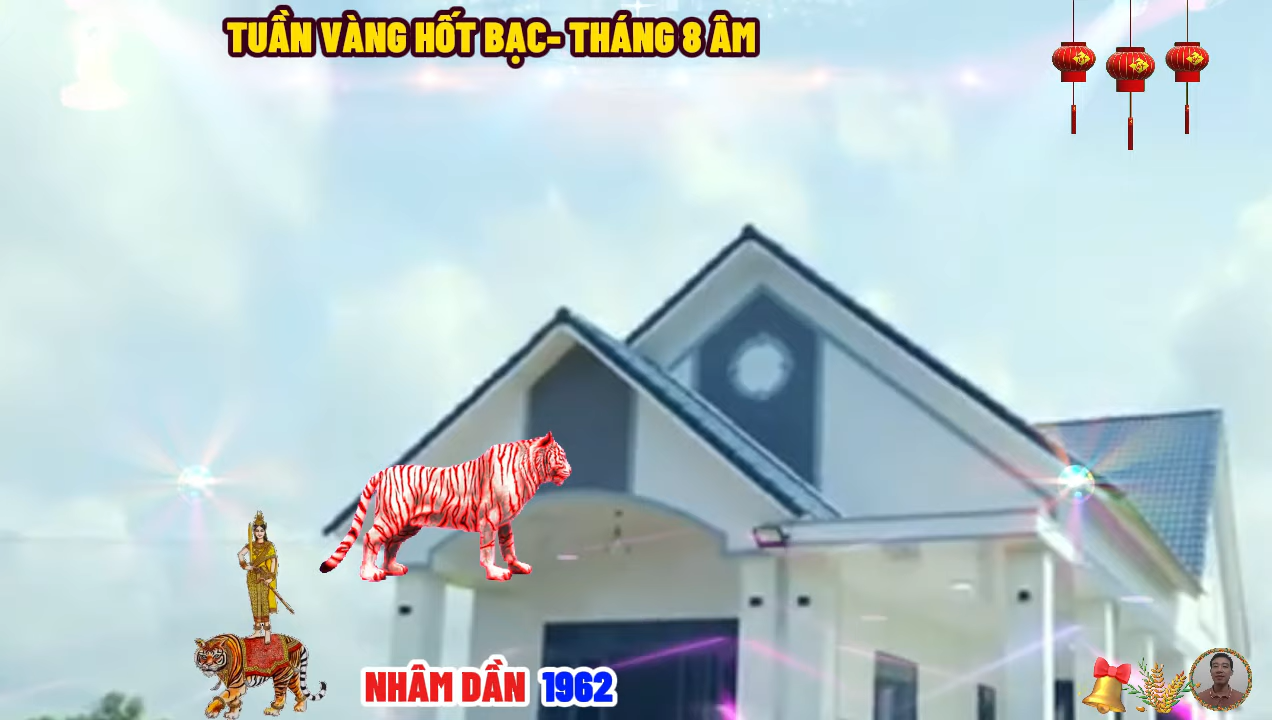 TUẦN VÀNG HỐT BẠC- THÁNG 8 ÂM
NHÂM DẦN 1962